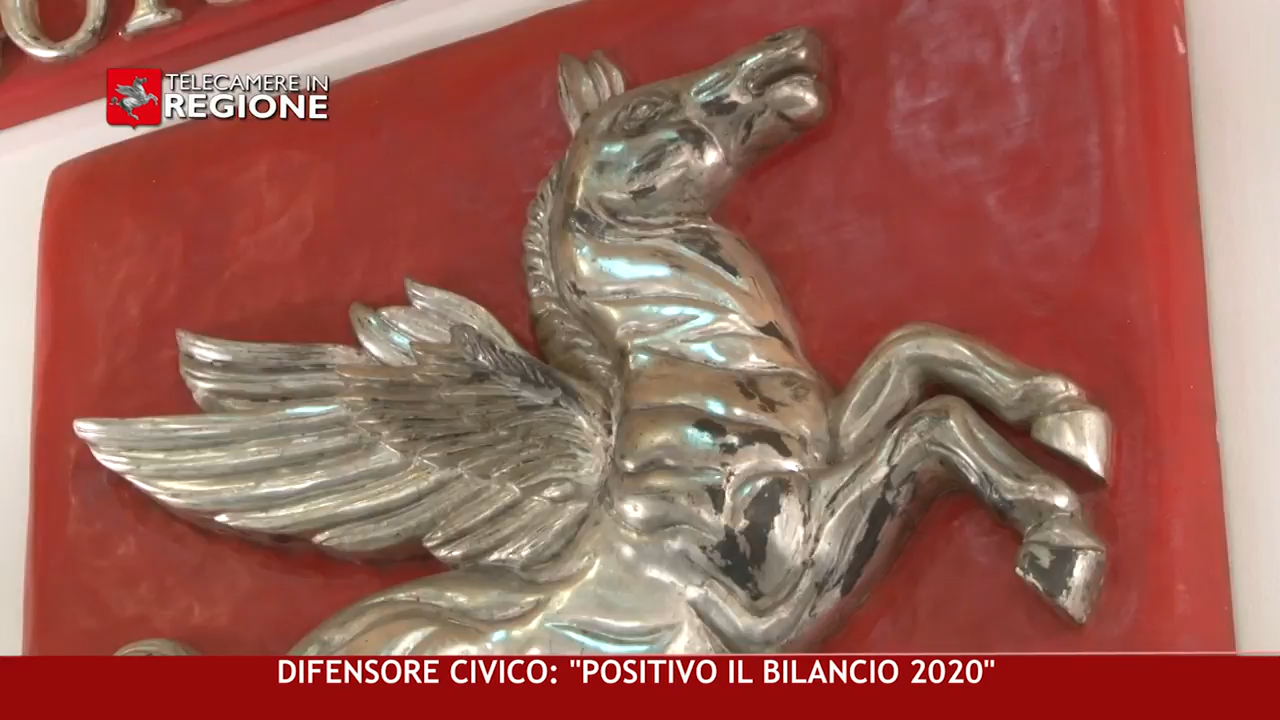 TELECAMERE IN
REGIONE
DIFENSORE CIVICO: "POSITIVO IL BILANCIO 2020"